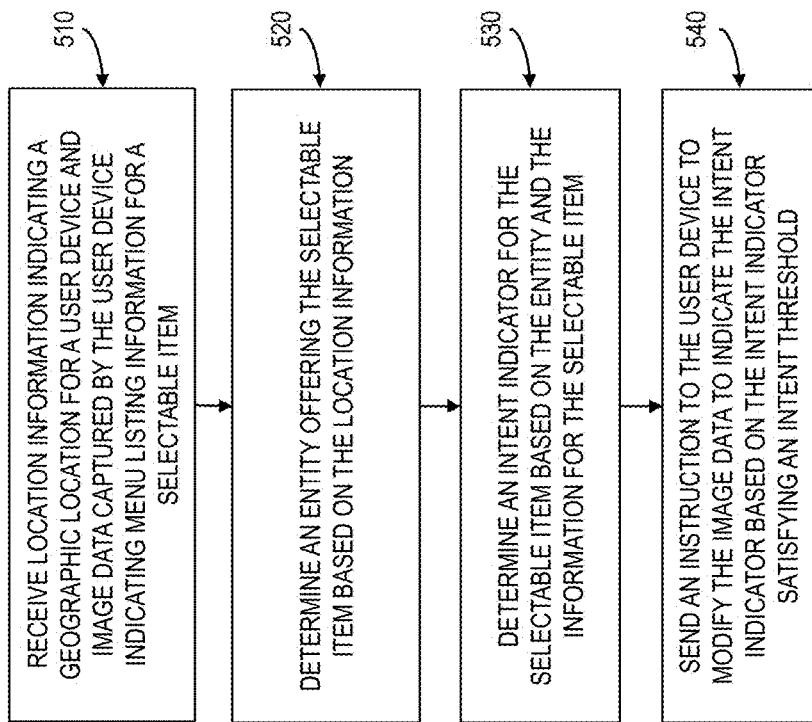 RECEIVE LOCATION INFORMATION INDICATING A
GEOGRAPHIC LOCATION FOR A USER DEVICE AND
IMAGE DATA CAPTURED BY THE USER DEVICE
INDICATING MENU LISTING INFORMATION FOR A
SELECTABLE ITEM
510
DETERMINE AN ENTITY OFFERING THE SELECTABLE
ITEM BASED ON THE LOCATION INFORMATION
520
DETERMINE AN INTENT INDICATOR FOR THE
SELECTABLE ITEM BASED ON THE ENTITY AND THE
INFORMATION FOR THE SELECTABLE ITEM
530
SEND AN INSTRUCTION TO THE USER DEVICE TO
MODIFY THE IMAGE DATA TO INDICATE THE INTENT
INDICATOR BASED ON THE INTENT INDICATOR
SATISFYING AN INTENT THRESHOLD
540